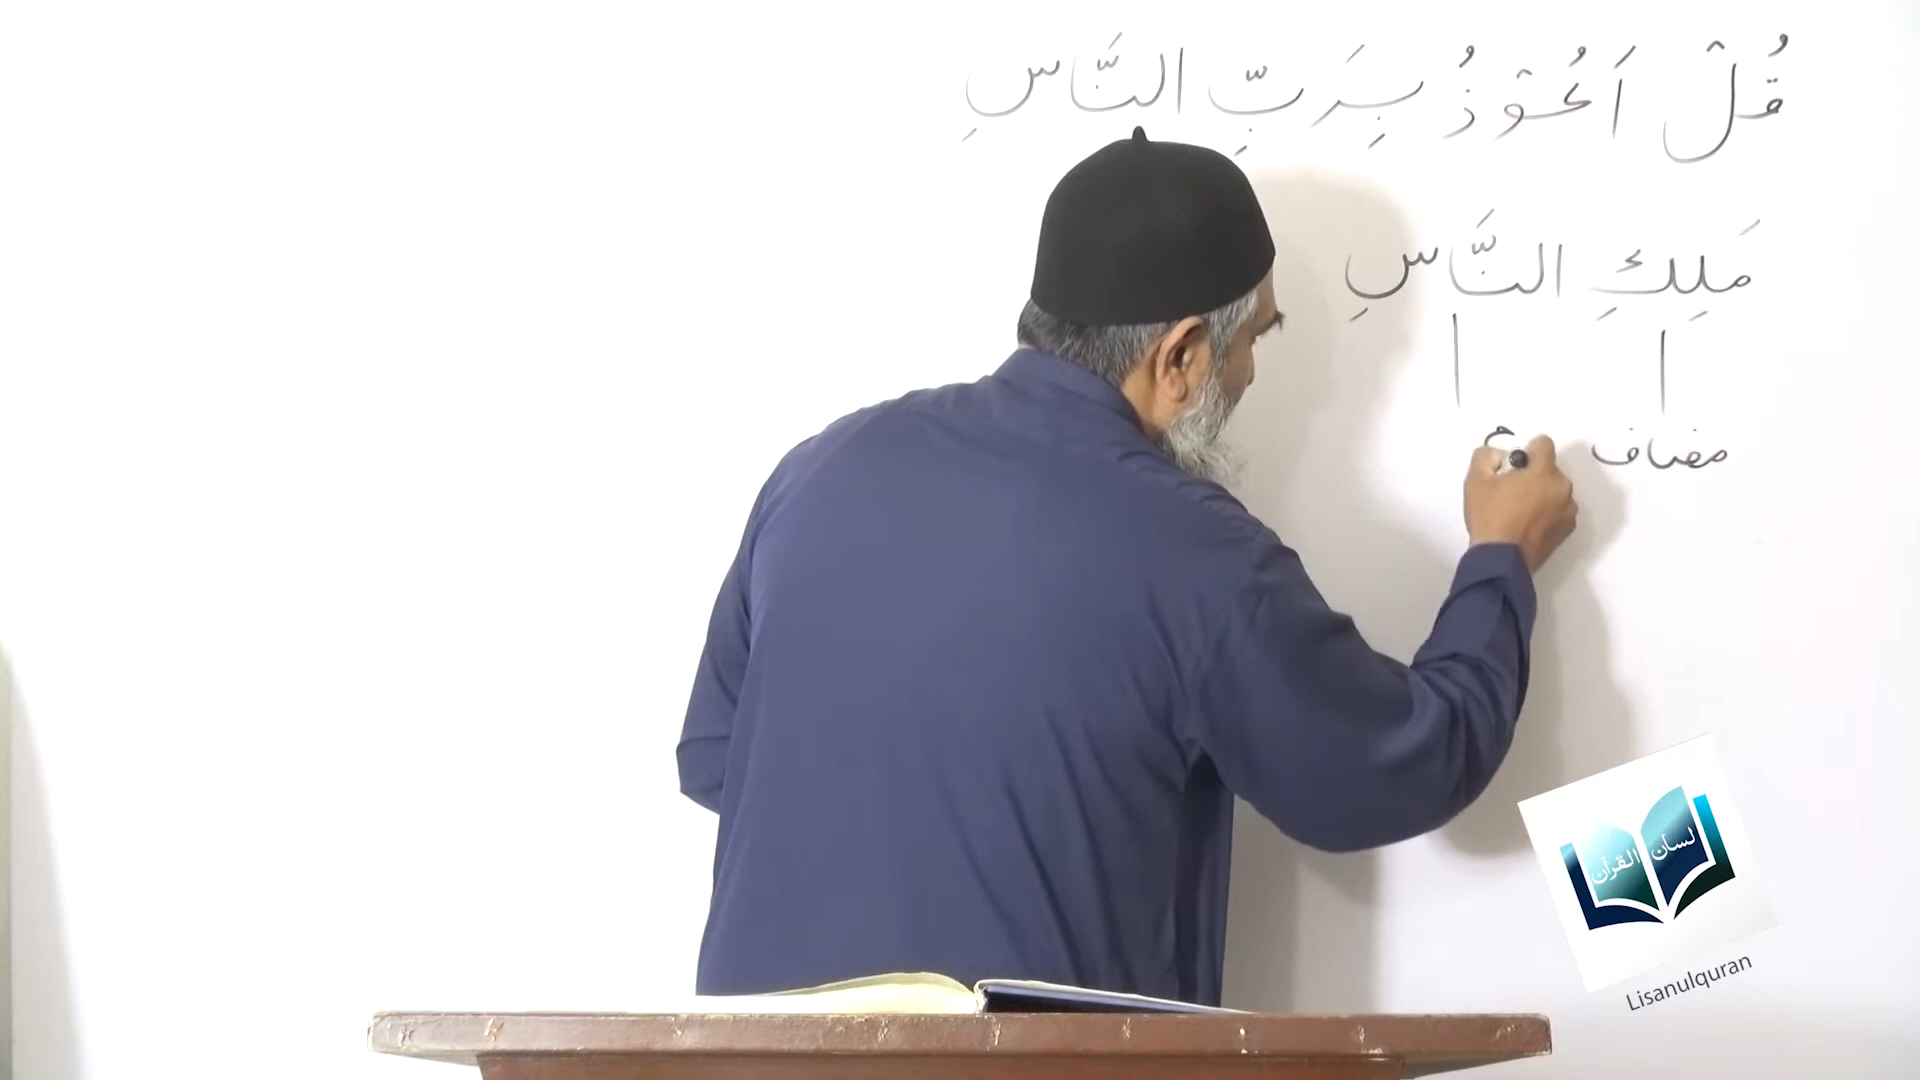 قُلْ اَعُوْذُ بِرَبِّ النَّاسِ
مَلِكِ النَّاسِ
مضاف م
لسان القرآن
Lisanulquran